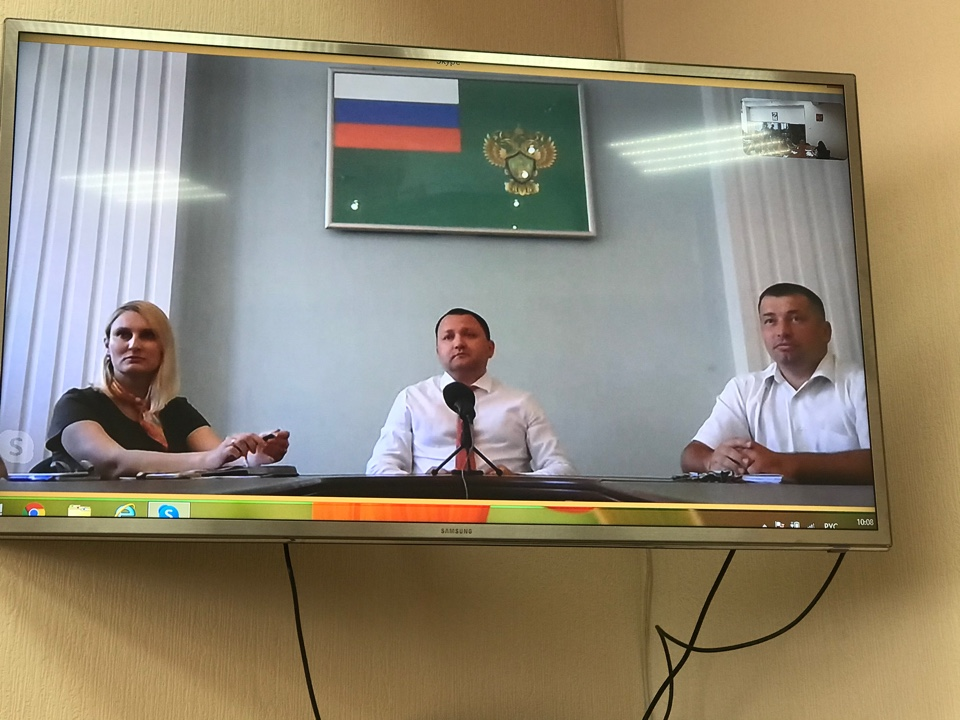 Skype
S
S
SAMSUNG
РУС
10:08